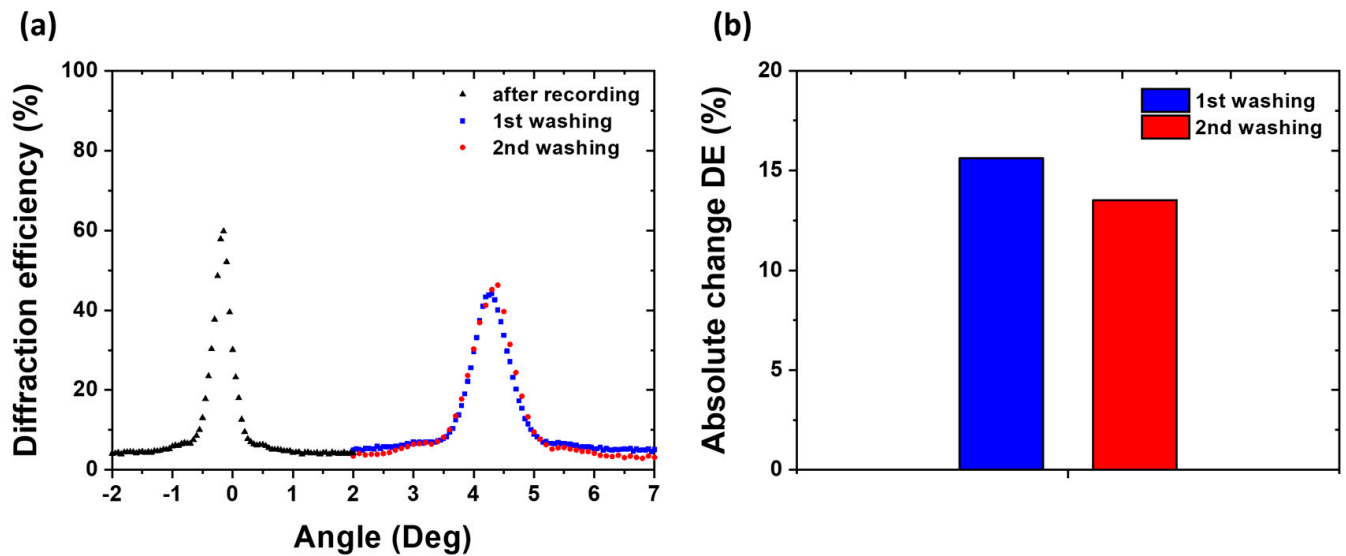 (a)
Diffraction efficiency (%)
100
80
60
40
20
0
after recording
1st washing
2nd washing
-2 -1 0 1 2 3 4 5 6 7
Angle (Deg)
(b)
Absolute change DE (%)
20
15
10
5
0
1st washing
2nd washing